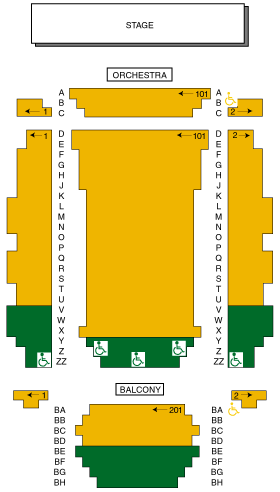 STAGE
ORCHESTRA
A 101 A
B B
C 1 C 2
D 1 101 D 2
E E
F F
G G
H H
J J
K K
L L
M M
N N
O O
P P
Q Q
R R
S S
T T
U U
V V
W W
X X
Y Y
Z Z
ZZ ZZ
BALCONY
1 2
BA 201 BA
BB BB
BC BC
BD BD
BE BE
BF BF
BG BG
BH BH